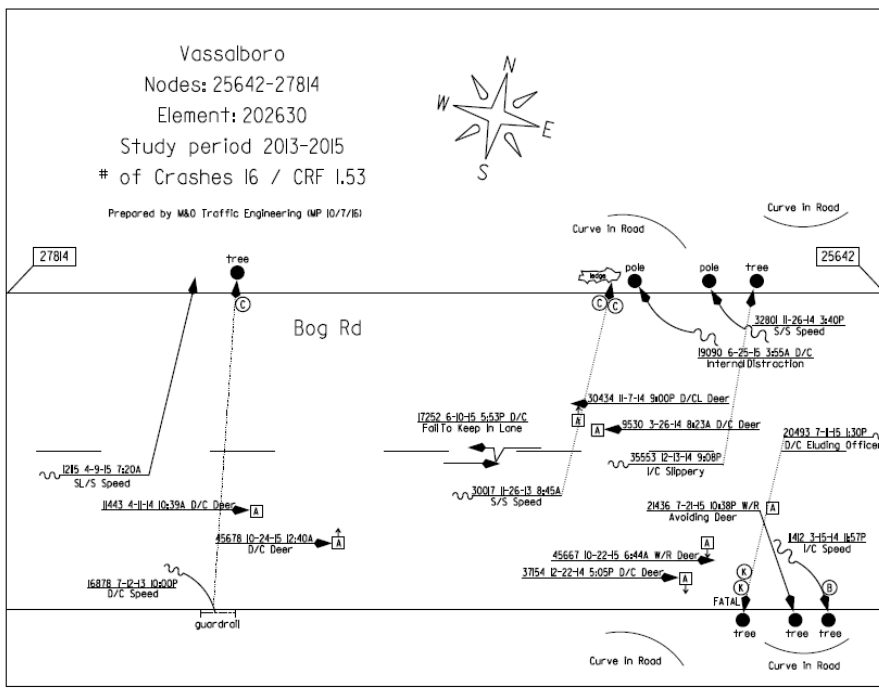 Vassalboro
Nodes: 25642-27814
Element: 202630
Study period 2013-2015
# of Crashes 16 / CRF 1.53
Prepared by M&O Traffic Engineering (MP 10/7/16)
N
W
E
S
Curve in Road
Curve in Road
27814
25642
tree
ledge
pole
pole
tree
C
C
C
Bog Rd
32801 11-26-14 3:40P
S/S Speed
19090 6-25-15 3:55A D/C
Internal Distraction
30434 11-7-14 9:00P D/CL Deer
A
17252 6-10-15 5:53P D/C
Fail To Keep In Lane
A
9530 3-26-14 8:23A D/C Deer
20493 7-1-15 1:30P
D/C Eluding Officer
35553 12-13-14 9:08P
I/C Slippery
1215 4-9-15 7:20A
SL/S Speed
30017 11-26-13 8:45A
S/S Speed
11443 4-11-14 10:39A D/C Deer
A
21436 7-21-15 10:38P W/R
Avoiding Deer
A
45678 10-24-15 12:40A
D/C Deer
A
1412 3-15-14 11:57P
I/C Speed
A
45667 10-22-15 6:44A W/R Deer
37154 12-22-14 5:05P D/C Deer
A
16878 7-12-13 10:00P
D/C Speed
K
K
B
FATAL
guardrail
tree
tree
tree
Curve in Road
Curve in Road